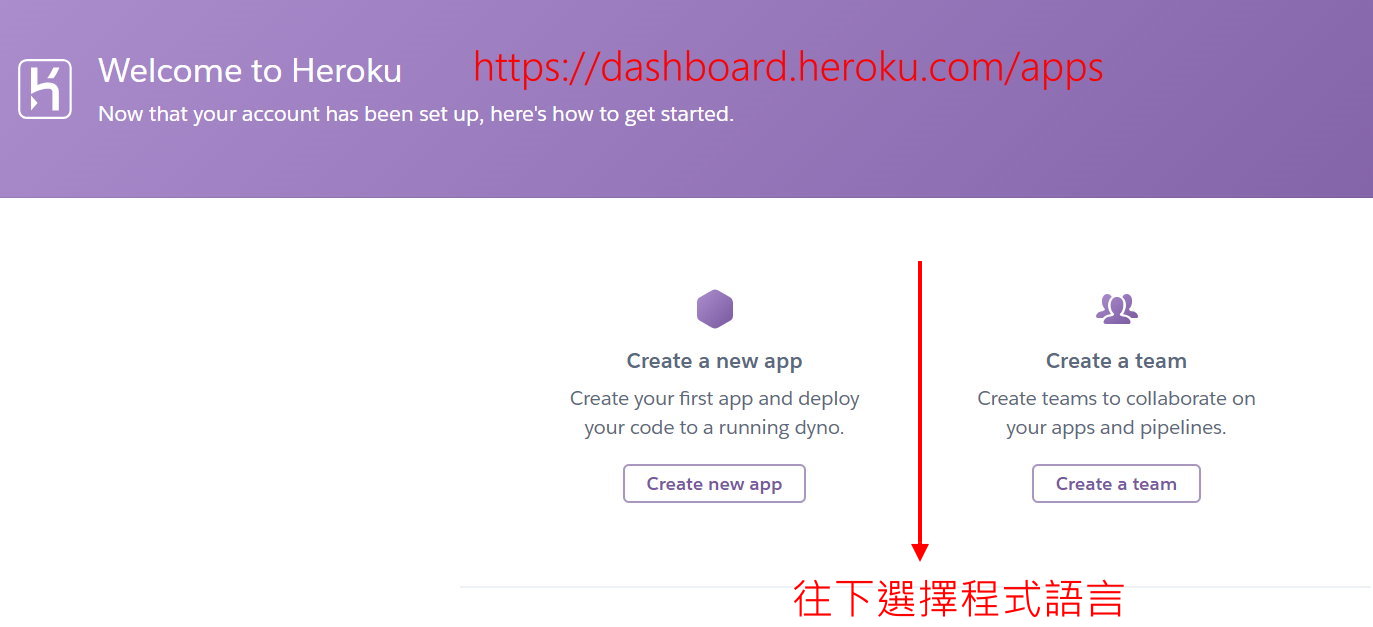 Welcome to Heroku
https://dashboard.heroku.com/apps
Now that your account has been set up, here's how to get started.
Create a new app
Create your first app and deploy
your code to a running dyno.
Create new app
Create a team
Create teams to collaborate on
your apps and pipelines.
Create a team
往下選擇程式語言